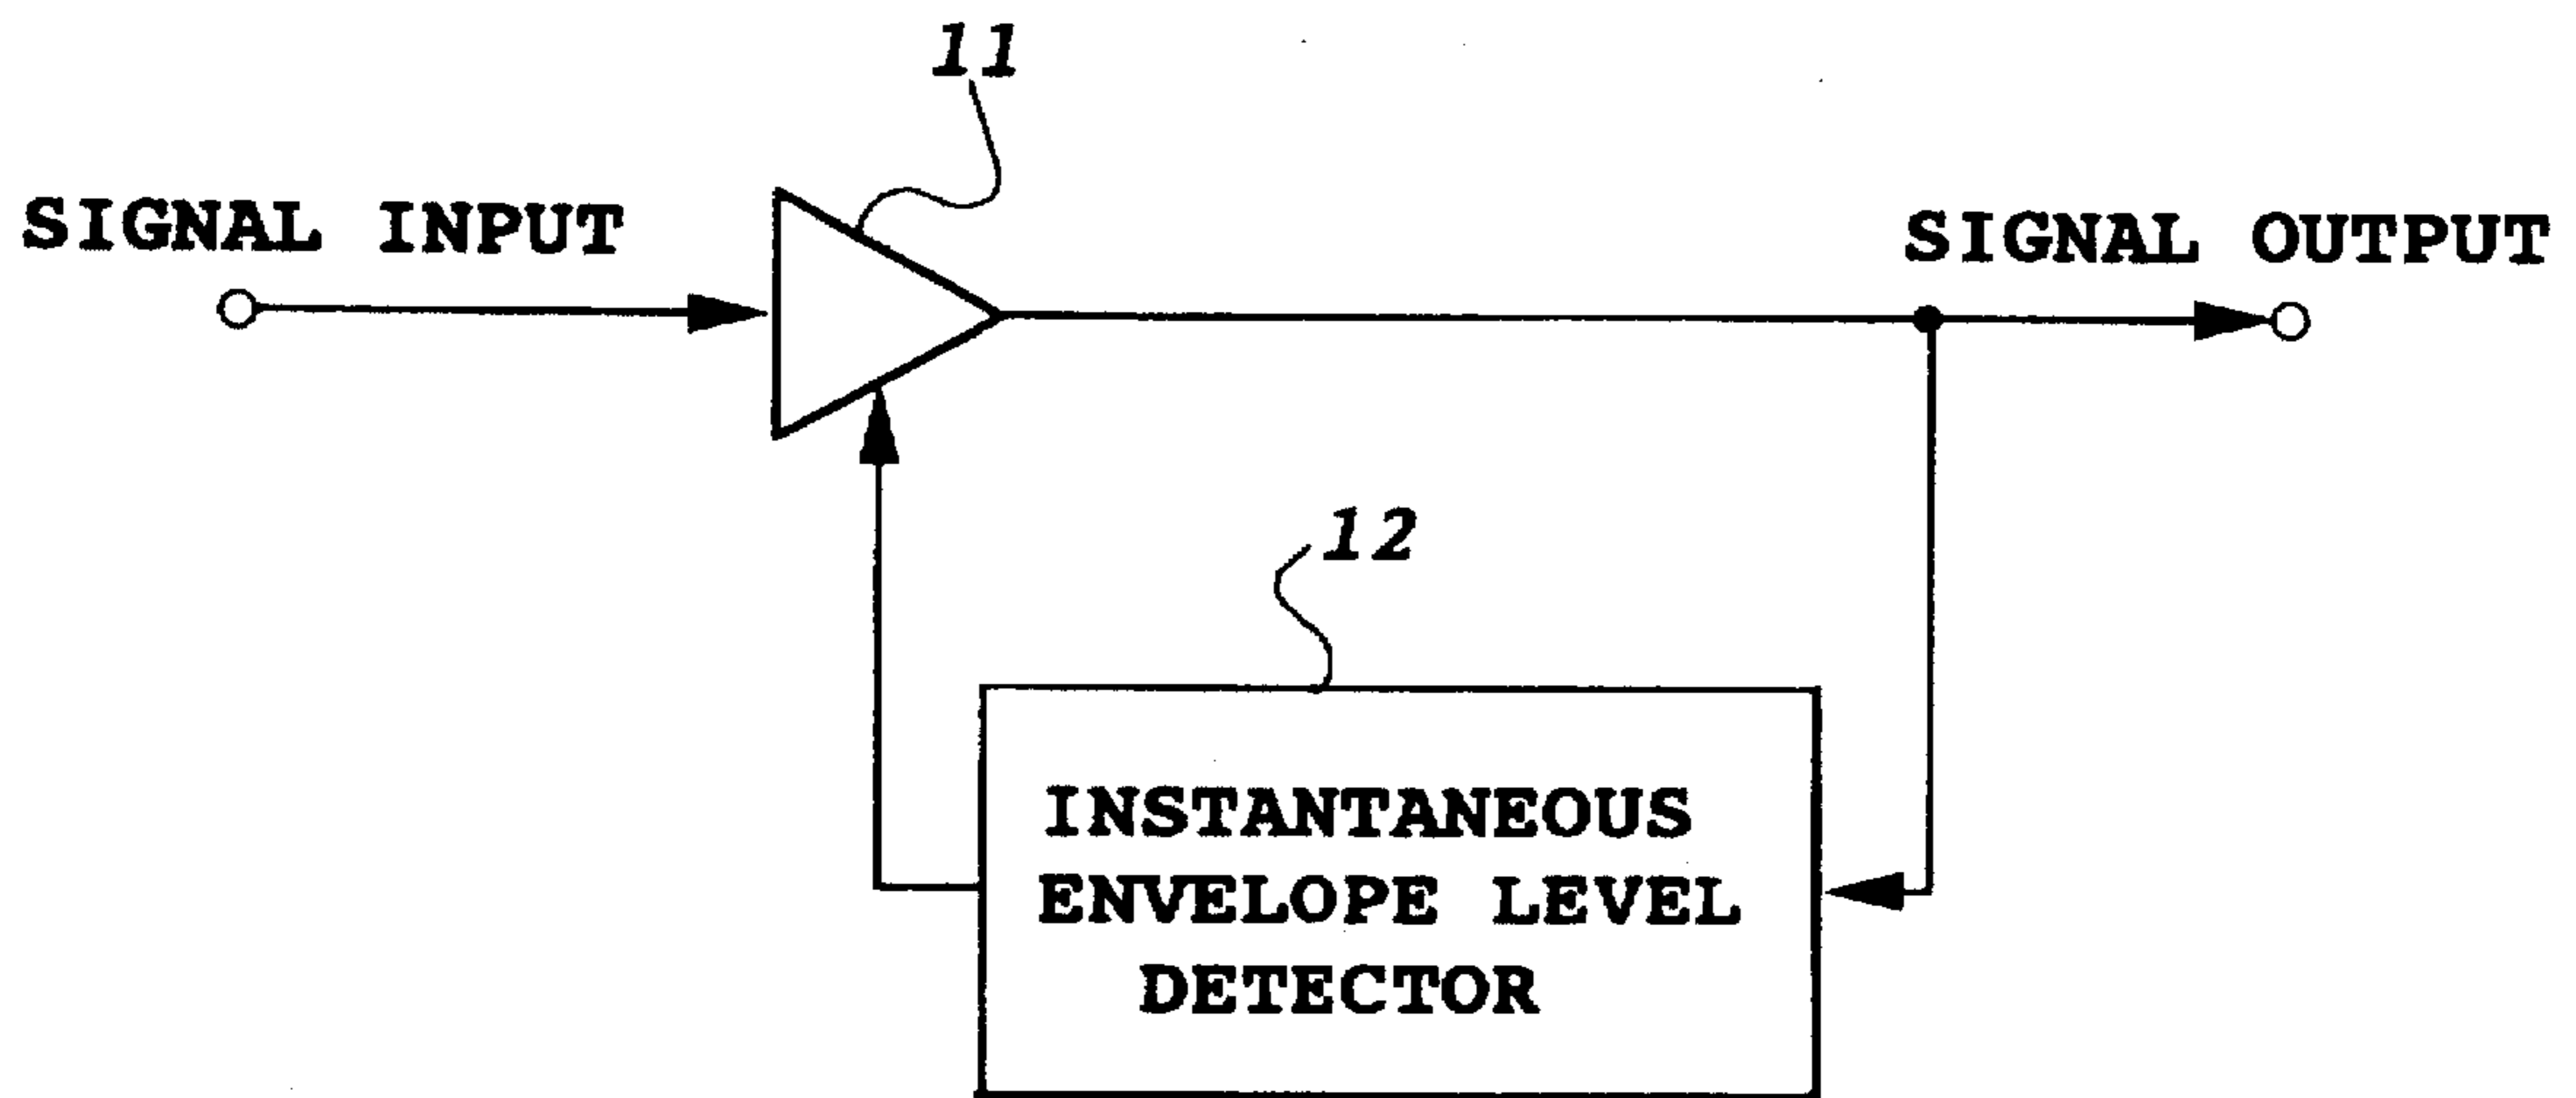 11
SIGNAL INPUT
SIGNAL OUTPUT
12
INSTANTANEOUS
ENVELOPE LEVEL
DETECTOR